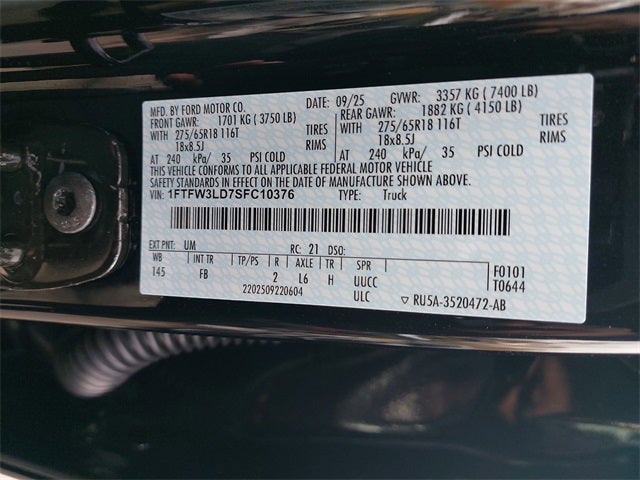 MFD. BY FORD MOTOR CO. DATE: 09/25 GVWR: 3357 KG ( 7400 LB)
FRONT GAWR: 1701 KG ( 3750 LB) REAR GAWR: 1882 KG ( 4150 LB)
WITH 275/65R18 116T TIRES WITH 275/65R18 116T TIRES
18x8.5J RIMS 18x8.5J RIMS
AT 240 kPa/ 35 PSI COLD AT 240 kPa/ 35 PSI COLD
THIS VEHICLE CONFORMS TO ALL APPLICABLE FEDERAL MOTOR VEHICLE
SAFETY STANDARDS IN EFFECT ON THE DATE OF MANUFACTURE SHOWN ABOVE.
VIN: 1FTFW3LD7SFC10376 TYPE: Truck
EXT PNT: UM RC: 21 DSO: F0101
WB INT TR TP/PS R AXLE TR SPR T0644
145 FB 2 L6 H UUCC
2202509220604 ULC ▽ RU5A-3520472-AB